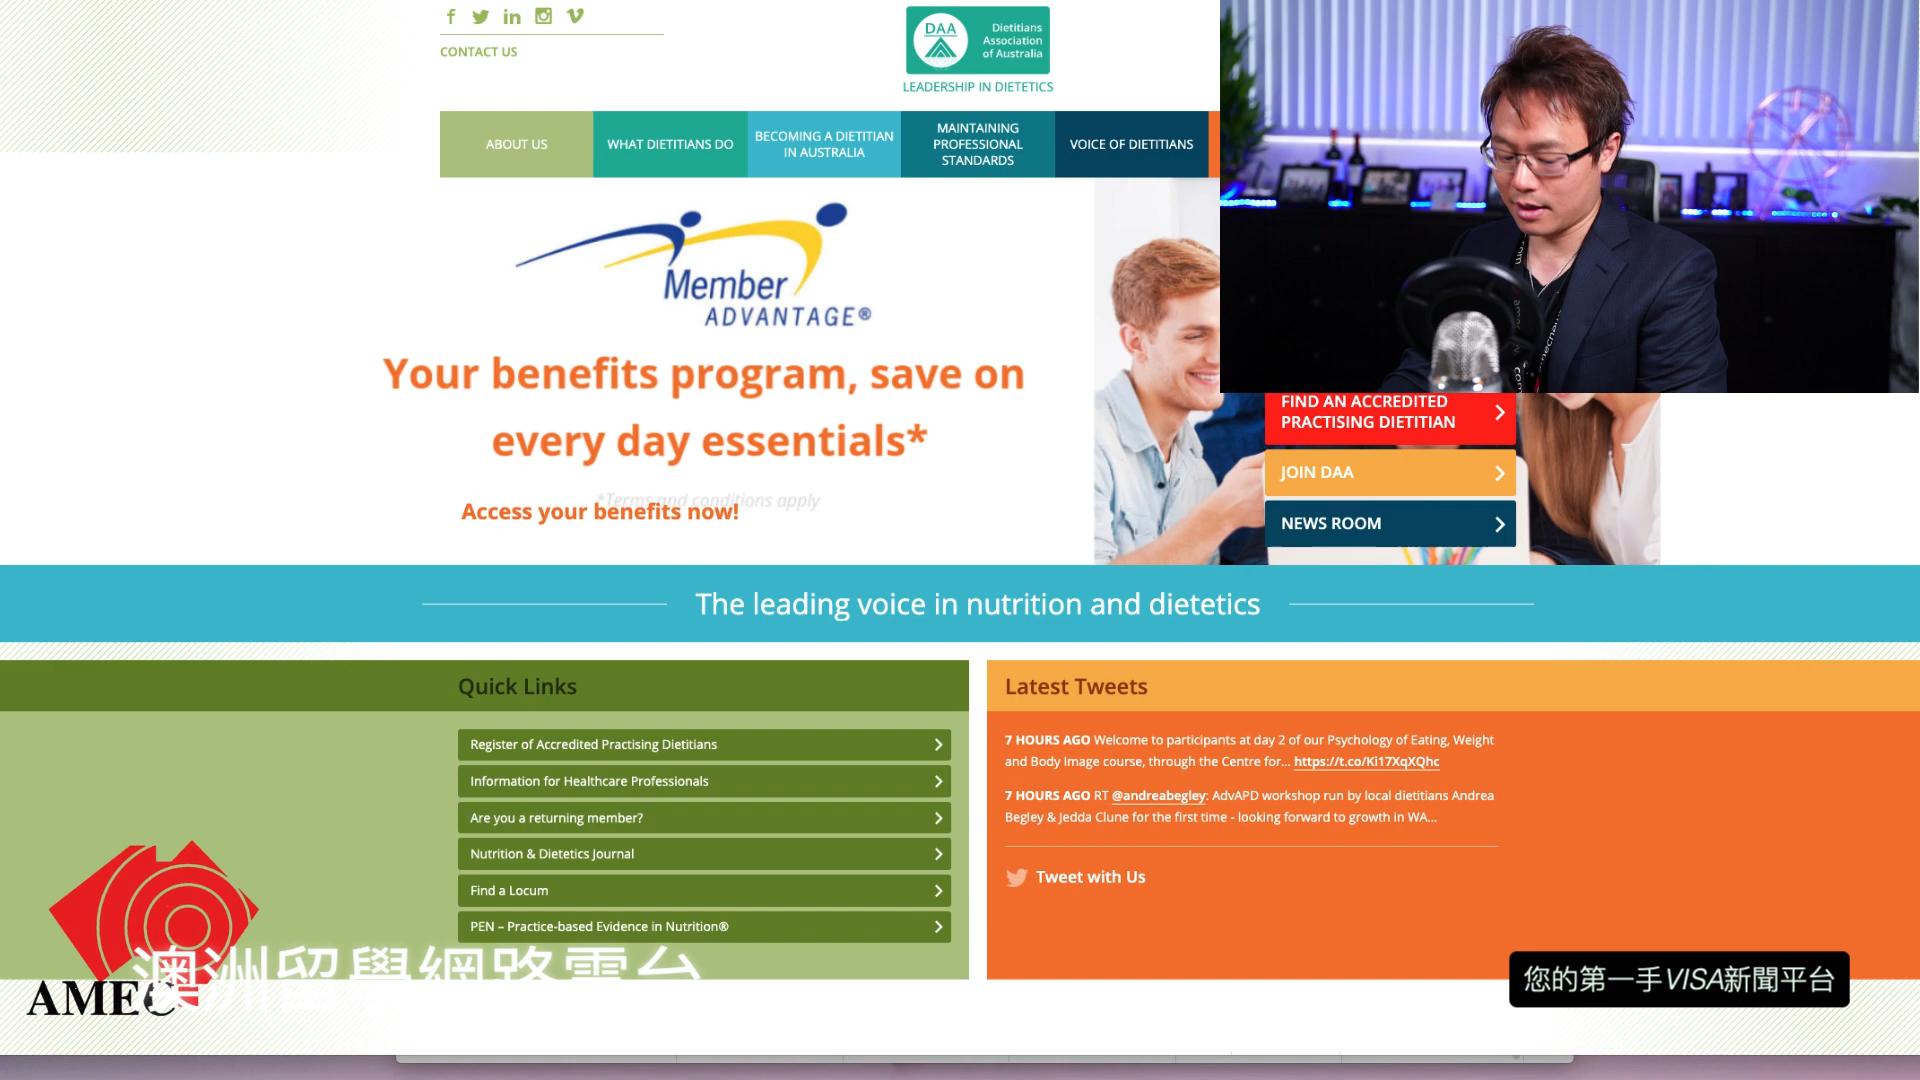 CONTACT US
DAA
Dietitians
Association
of Australia
LEADERSHIP IN DIETETICS
ABOUT US
WHAT DIETITIANS DO
BECOMING A DIETITIAN
IN AUSTRALIA
MAINTAINING
PROFESSIONAL
STANDARDS
VOICE OF DIETITIANS
Member
ADVANTAGE®
Your benefits program, save on
every day essentials*
*Terms and conditions apply
Access your benefits now!
FIND AN ACCREDITED
PRACTISING DIETITIAN
JOIN DAA
NEWS ROOM
The leading voice in nutrition and dietetics
Quick Links
Register of Accredited Practising Dietitians
Information for Healthcare Professionals
Are you a returning member?
Nutrition & Dietetics Journal
Find a Locum
PEN – Practice-based Evidence in Nutrition®
Latest Tweets
7 HOURS AGO Welcome to participants at day 2 of our Psychology of Eating, Weight
and Body Image course, through the Centre for... https://t.co/Ki17XqXQhc
7 HOURS AGO RT @andreabegley: AdvAPD workshop run by local dietitians Andrea
Begley & Jedda Clune for the first time - looking forward to growth in WA...
Tweet with Us
AMEC
澳洲留學網路電台
您的第一手VISA新聞平台